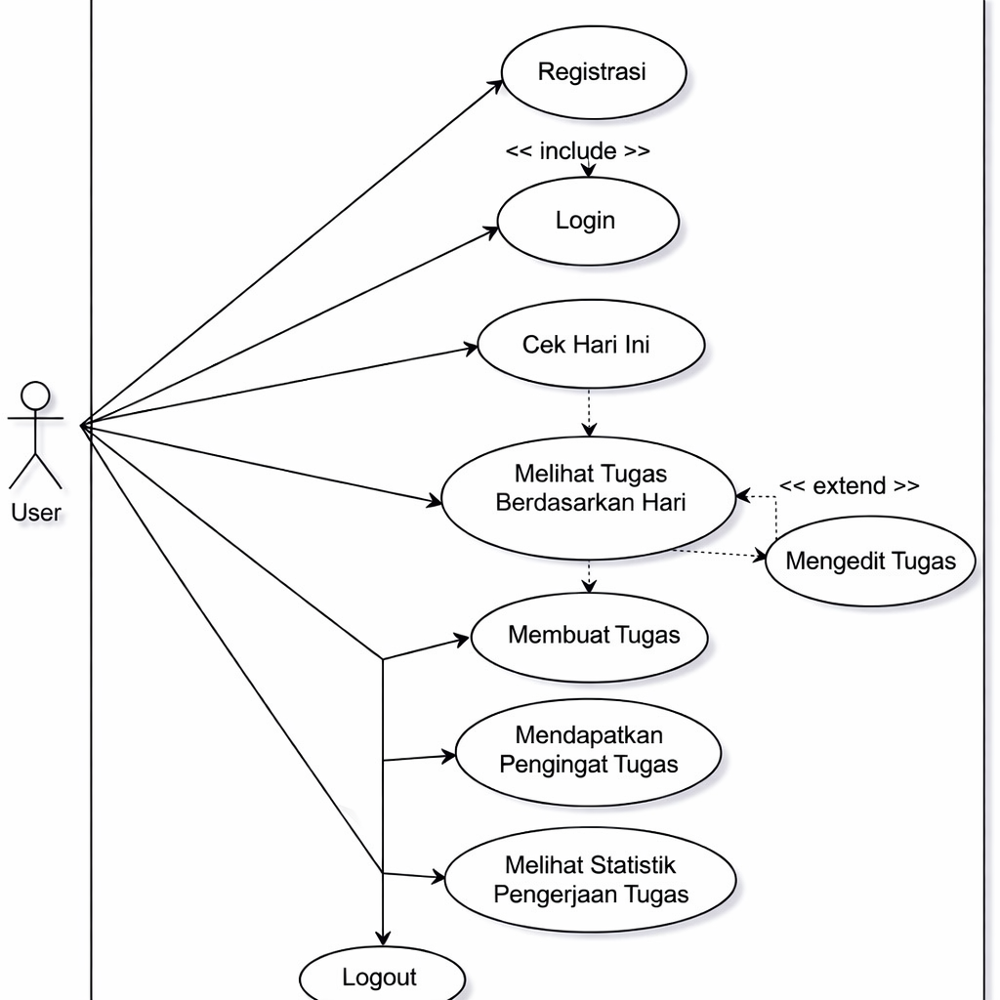 Registrasi
<< include >>
Login
Cek Hari Ini
Melihat Tugas
Berdasarkan Hari
<< extend >>
User
Mengedit Tugas
Membuat Tugas
Mendapatkan
Pengingat Tugas
Melihat Statistik
Pengerjaan Tugas
Logout